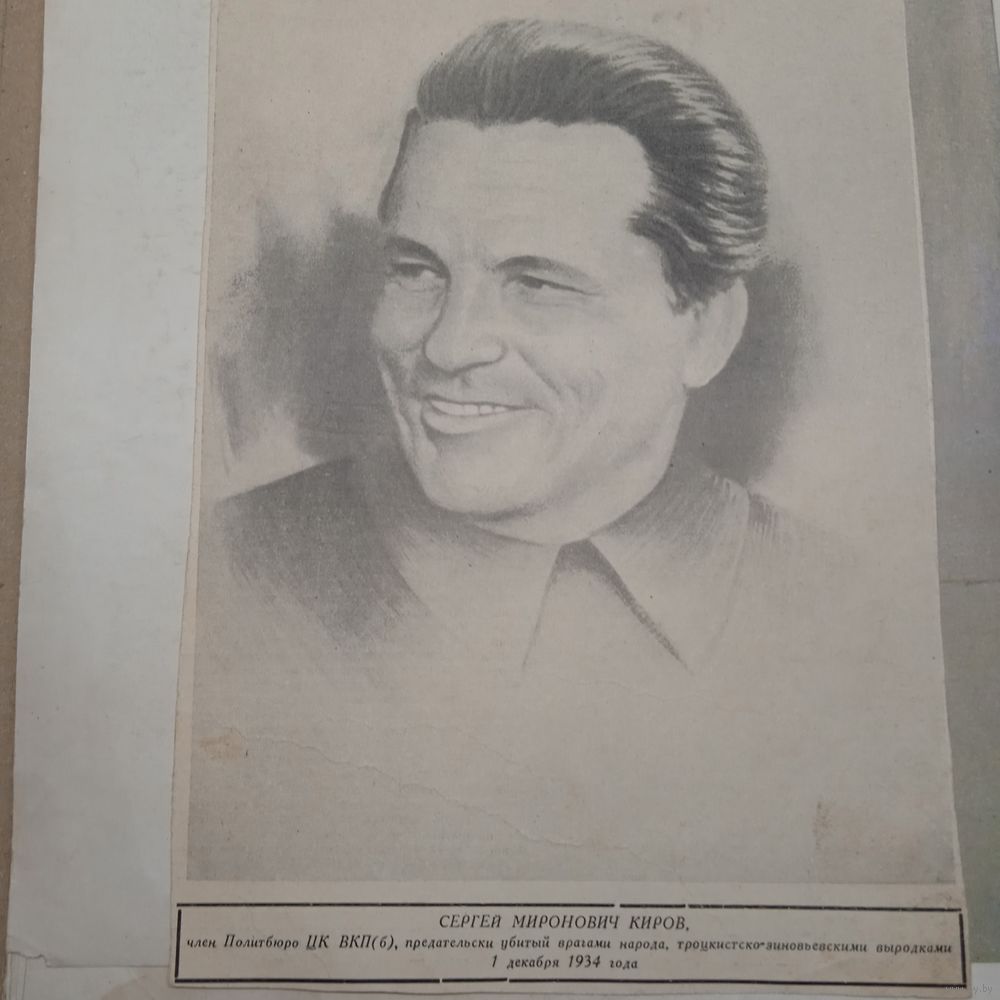 СЕРГЕЙ МИРОНОВИЧ КИРОВ,
член Политбюро ЦК ВКП(б), предательски убитый врагами народа, троцкистско-зиновьевскими выродками
1 декабря 1934 года